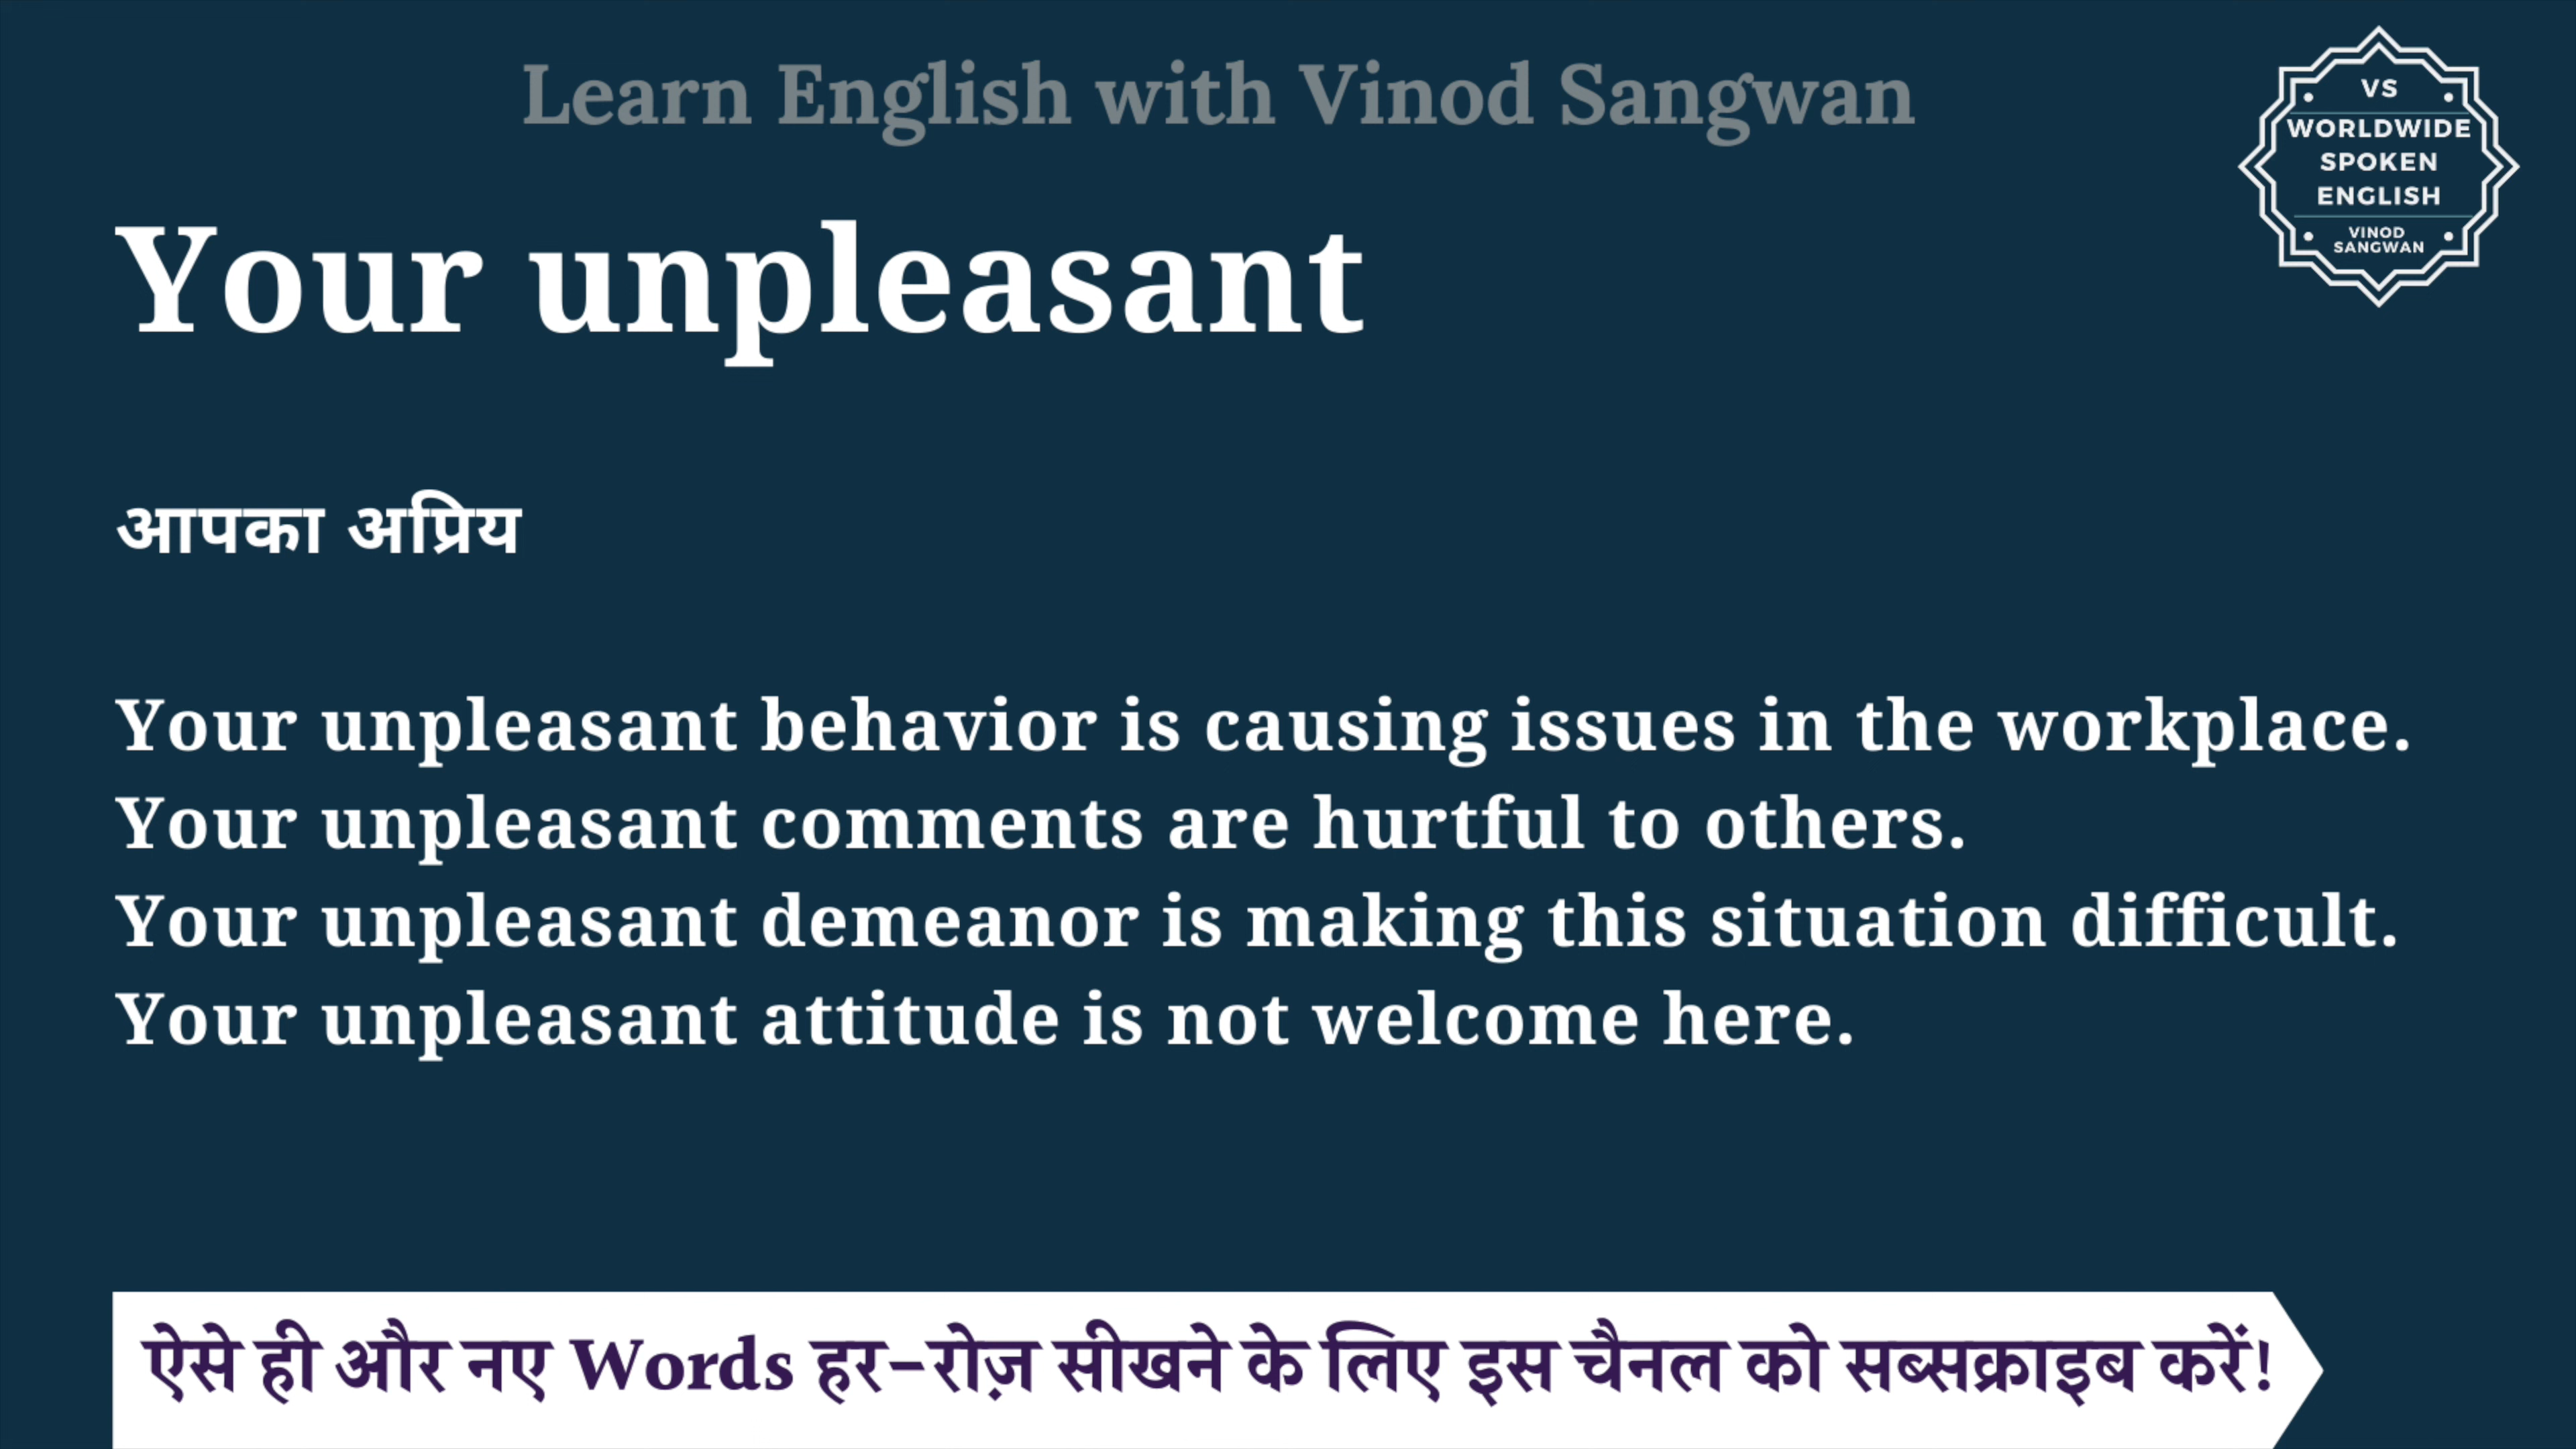 Learn English with Vinod Sangwan
VS
WORLDWIDE
SPOKEN
ENGLISH
VINOD
SANGWAN
Your unpleasant
आपका अप्रिय
Your unpleasant behavior is causing issues in the workplace.
Your unpleasant comments are hurtful to others.
Your unpleasant demeanor is making this situation difficult.
Your unpleasant attitude is not welcome here.
ऐसे ही और नए Words हर-रोज़ सीखने के लिए इस चैनल को सब्सक्राइब करें!